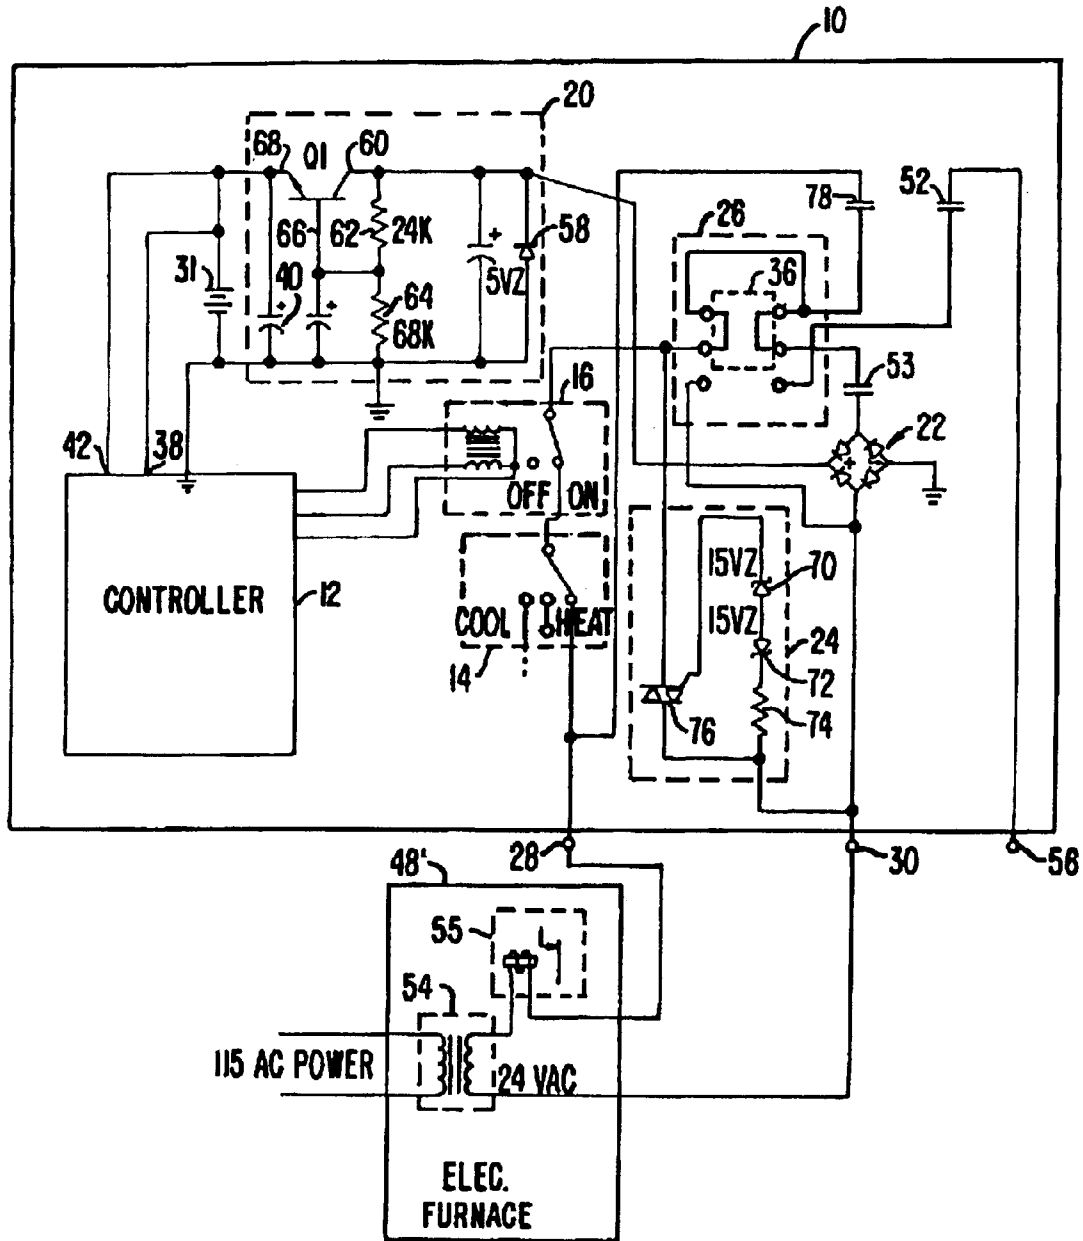 10
20
68 Q1 60
78
52
26
66 62 24K
58
36
31
40
+
+
+
5VZ
64
68K
16
53
42
38
22
+
OFF ON
CONTROLLER
12
15VZ
70
COOL HEAT
15VZ
24
14
72
76
74
28
30
56
48'
55
54
115 AC POWER
24 VAC
ELEC.
FURNACE